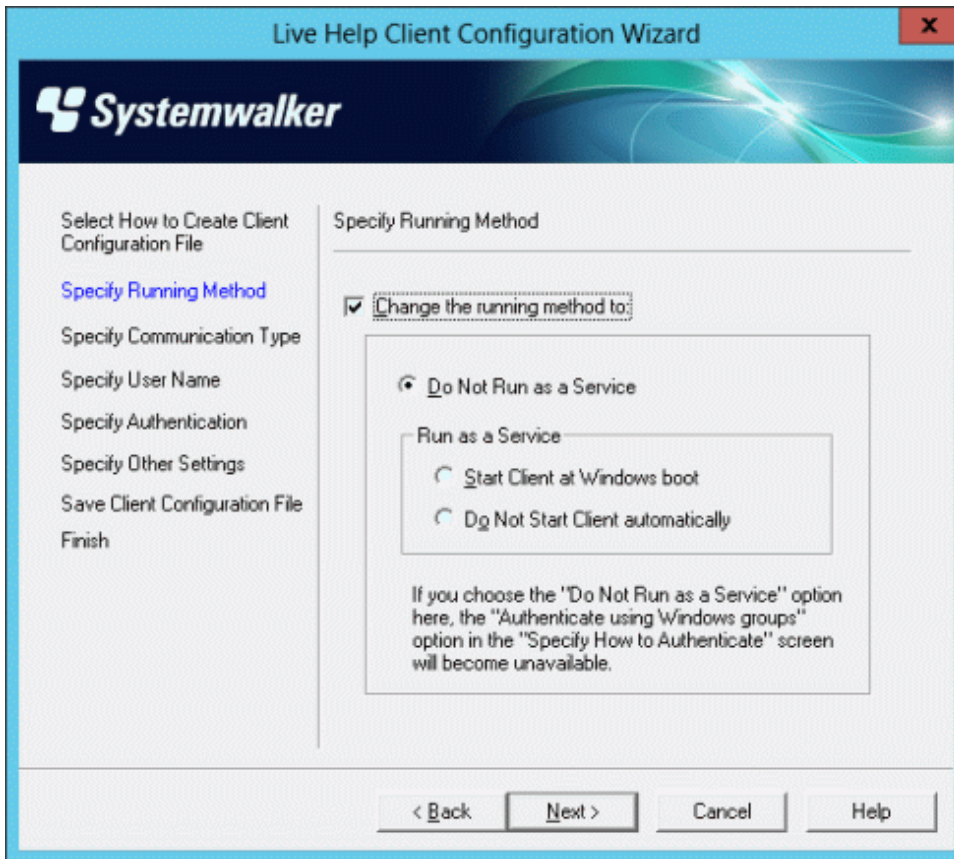 Live Help Client Configuration Wizard
x
Systemwalker
Select How to Create Client
Configuration File
Specify Running Method
Specify Communication Type
Specify User Name
Specify Authentication
Specify Other Settings
Save Client Configuration File
Finish
Specify Running Method
Change the running method to:
Do Not Run as a Service
Run as a Service
Start Client at Windows boot
Do Not Start Client automatically
If you choose the "Do Not Run as a Service" option
here, the "Authenticate using Windows groups"
option in the "Specify How to Authenticate" screen
will become unavailable.
< Back
Next >
Cancel
Help